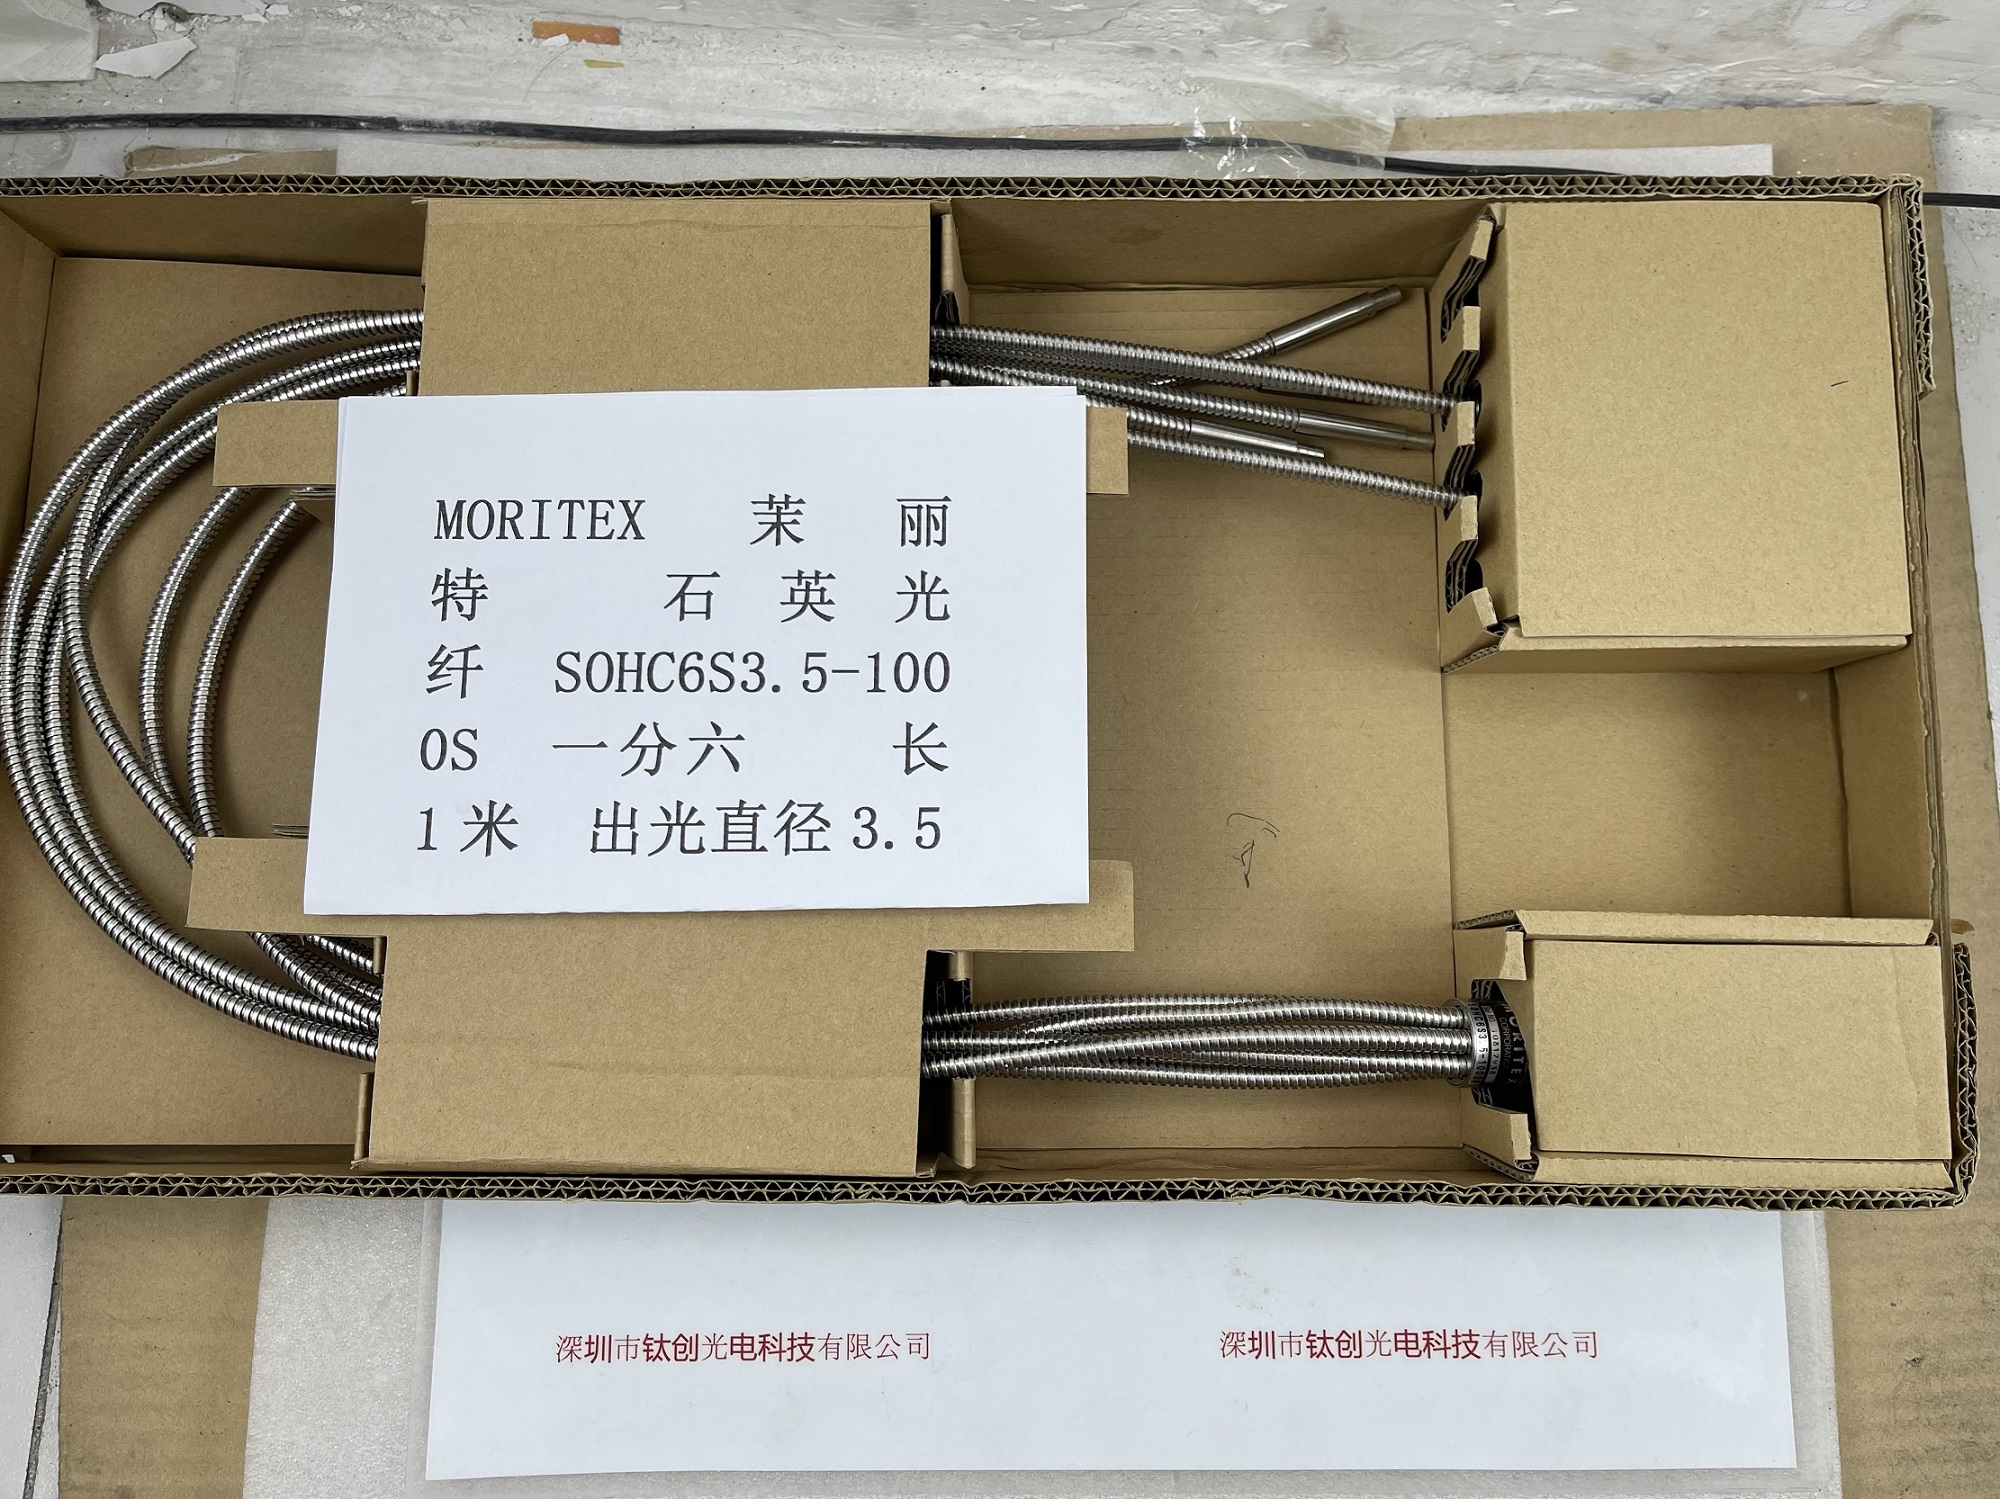 MORITEX 茉 丽
特 石 英 光
纤 SOHC6S3.5-100
0S 一分六 长
1米 出光直径3.5
MORITEX
CORPORATION
深圳市钛创光电科技有限公司 深圳市钛创光电科技有限公司